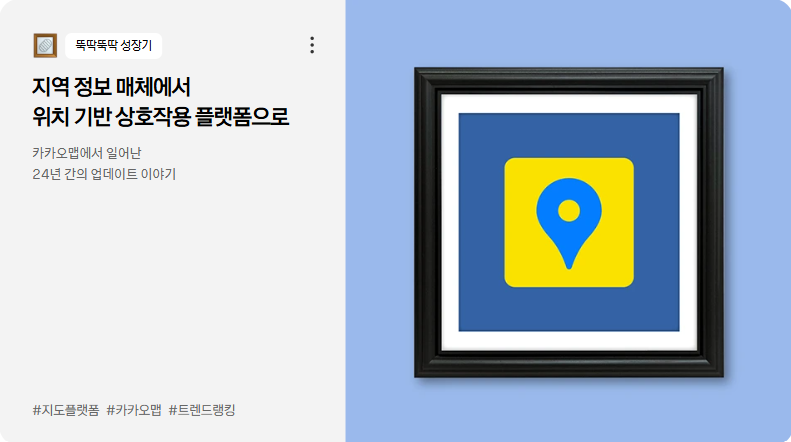 뚝딱뚝딱 성장기
지역 정보 매체에서
위치 기반 상호작용 플랫폼으로
카카오맵에서 일어난
24년 간의 업데이트 이야기
#지도플랫폼 #카카오맵 #트렌드랭킹